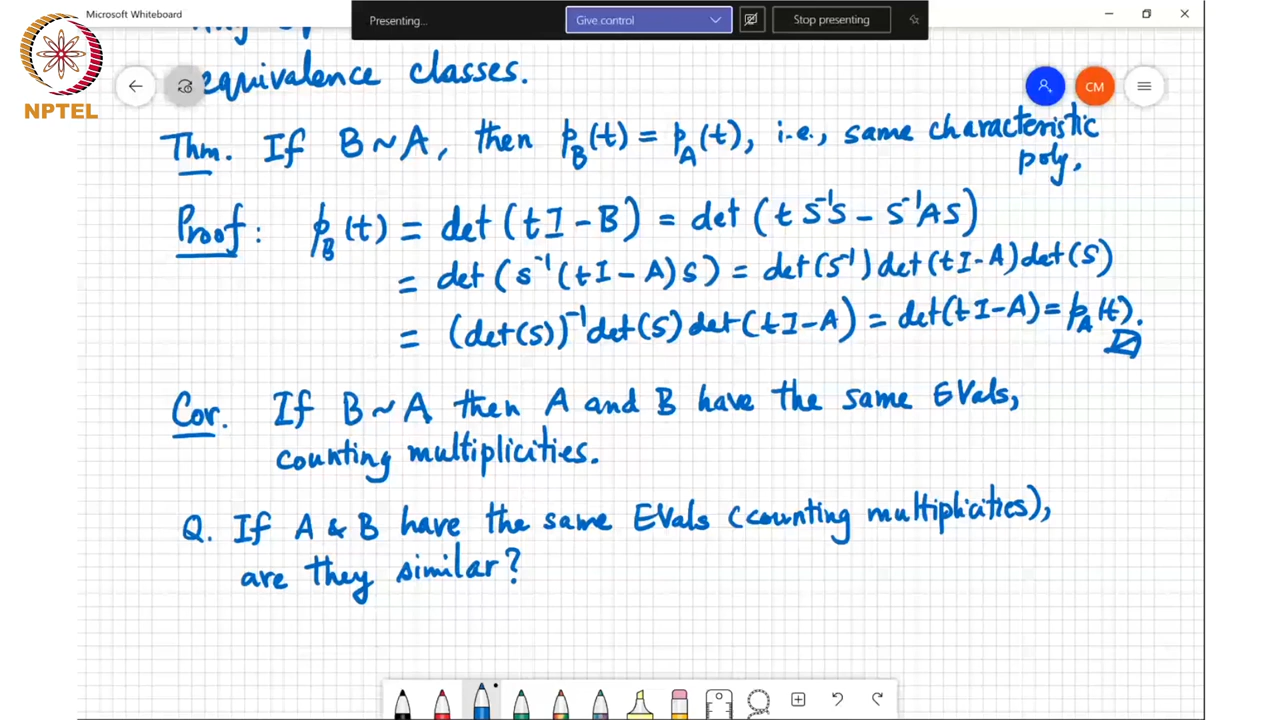 Microsoft Whiteboard
Presenting...
Give control
Stop presenting
NPTEL
CM
equivalence classes.
Thm. If B ~ A, then p_B(t) = p_A(t), i.e., same characteristic
poly.
Proof: p_B(t) = det(tI - B) = det(t S⁻¹S - S⁻¹AS)
= det(S⁻¹(tI - A)S) = det(S⁻¹) det(tI - A) det(S)
= (det(S))⁻¹ det(S) det(tI - A) = det(tI - A) = p_A(t).
Cor. If B ~ A then A and B have the same EVals,
counting multiplicities.
Q. If A & B have the same EVals (counting multiplicities),
are they similar?